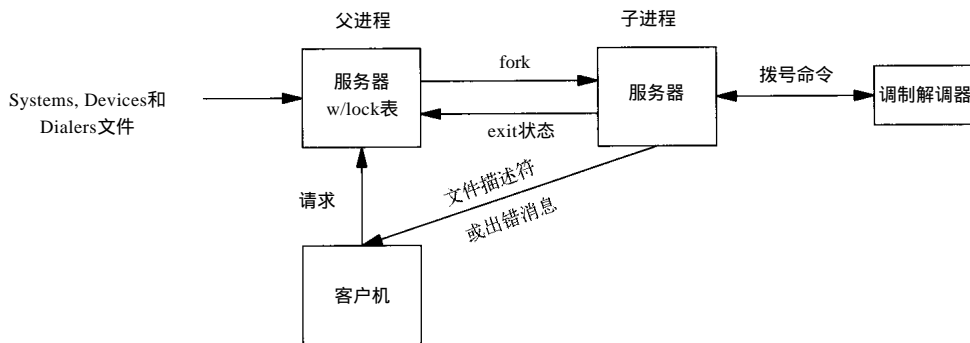 父进程
子进程
服务器
w/lock表
fork
服务器
拨号命令
调制解调器
Systems, Devices和
Dialers文件
exit状态
请求
文件描述符
或出错消息
客户机